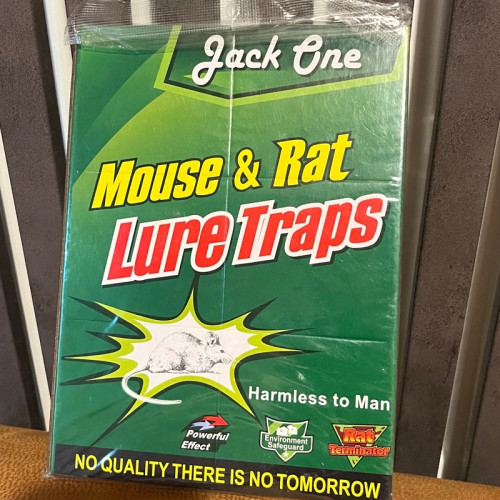 Jack One
Mouse & Rat
Lure Traps
Harmless to Man
Powerful
Effect
Environment
Safeguard
Rat
Terminator
NO QUALITY THERE IS NO TOMORROW